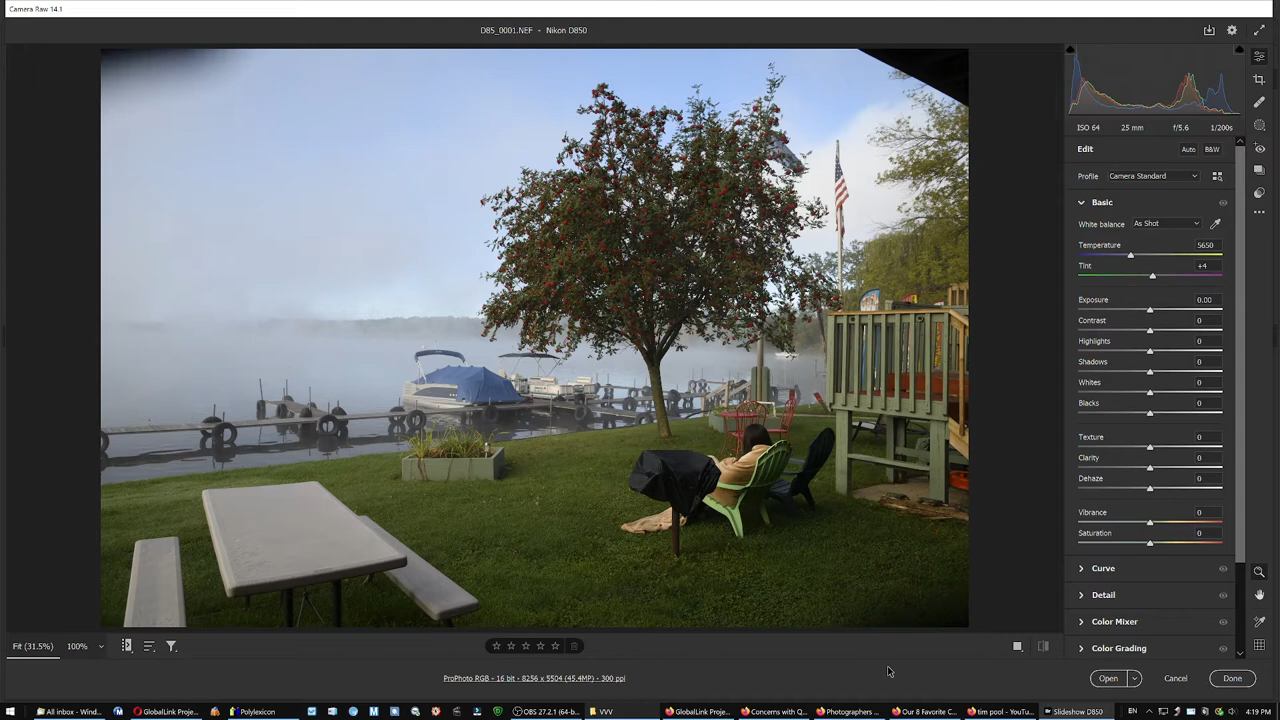 Camera Raw 14.1
D85_0001.NEF - Nikon D850
ISO 64 25 mm f/5.6 1/200s
Edit Auto B&W
Profile Camera Standard
Basic
White balance As Shot
Temperature 5650
Tint +4
Exposure 0.00
Contrast 0
Highlights 0
Shadows 0
Whites 0
Blacks 0
Texture 0
Clarity 0
Dehaze 0
Vibrance 0
Saturation 0
Curve
Detail
Color Mixer
Color Grading
Fit (31.5%) 100%
ProPhoto RGB - 16 bit - 8256 x 5504 (45.4MP) - 300 ppi
Open Cancel Done
All inbox - Wind... GlobalLink Proje... Polylexicon OBS 27.2.1 (64-b... VVV GlobalLink Proj... Concerns with Q... Photographers ... Our 8 Favorite C... tim pool - YouTu... Slideshow D850 EN 4:19 PM